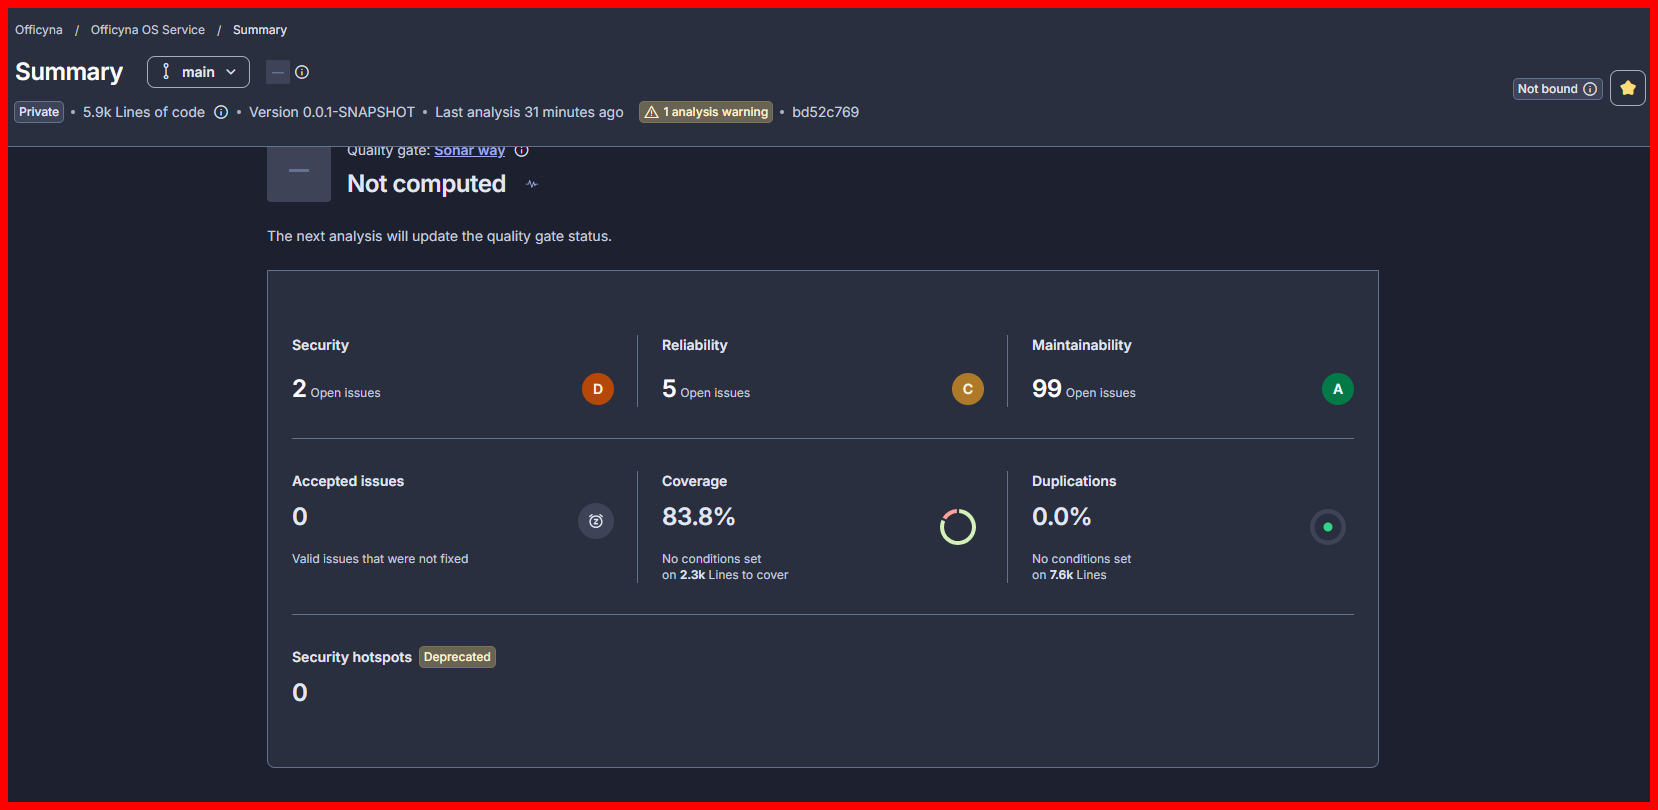 Officyna / Officyna OS Service / Summary
Summary main
Not bound
Private • 5.9k Lines of code • Version 0.0.1-SNAPSHOT • Last analysis 31 minutes ago 1 analysis warning • bd52c769
Quality gate: Sonar way
Not computed
The next analysis will update the quality gate status.
Security
2 Open issues D
Reliability
5 Open issues C
Maintainability
99 Open issues A
Accepted issues
0
Valid issues that were not fixed
Coverage
83.8%
No conditions set
on 2.3k Lines to cover
Duplications
0.0%
No conditions set
on 7.6k Lines
Security hotspots Deprecated
0